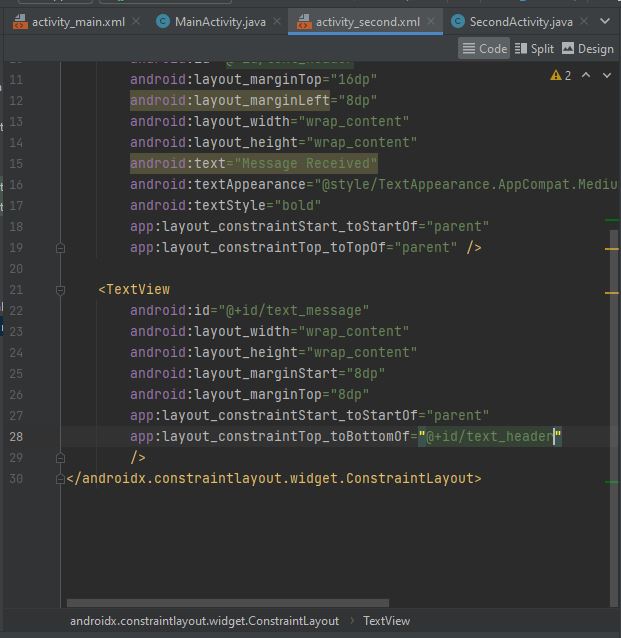 activity_main.xml MainActivity.java activity_second.xml SecondActivity.java
Code Split Design
11 android:layout_marginTop="16dp" 2
12 android:layout_marginLeft="8dp"
13 android:layout_width="wrap_content"
14 android:layout_height="wrap_content"
15 android:text="Message Received"
16 android:textAppearance="@style/TextAppearance.AppCompat.Mediu
17 android:textStyle="bold"
18 app:layout_constraintStart_toStartOf="parent"
19 app:layout_constraintTop_toTopOf="parent" />
20
21 <TextView
22 android:id="@+id/text_message"
23 android:layout_width="wrap_content"
24 android:layout_height="wrap_content"
25 android:layout_marginStart="8dp"
26 android:layout_marginTop="8dp"
27 app:layout_constraintStart_toStartOf="parent"
28 app:layout_constraintTop_toBottomOf="@+id/text_header"
29 />
30 </androidx.constraintlayout.widget.ConstraintLayout>
androidx.constraintlayout.widget.ConstraintLayout › TextView